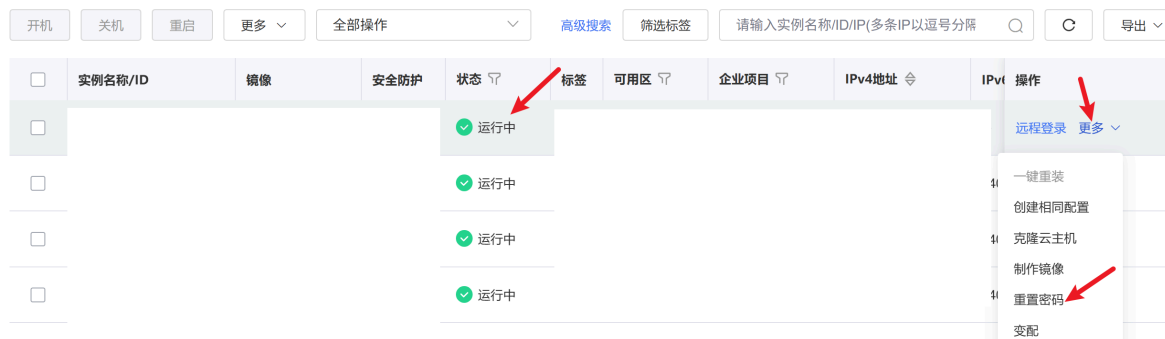 开机 关机 重启 更多 全部操作 高级搜索 筛选标签 请输入实例名称/ID/IP(多条IP以逗号分隔 导出
实例名称/ID 镜像 安全防护 状态 标签 可用区 企业项目 IPv4地址 操作
运行中 远程登录 更多
一键重装
运行中
创建相同配置
运行中 克隆云主机
制作镜像
运行中 重置密码
变配